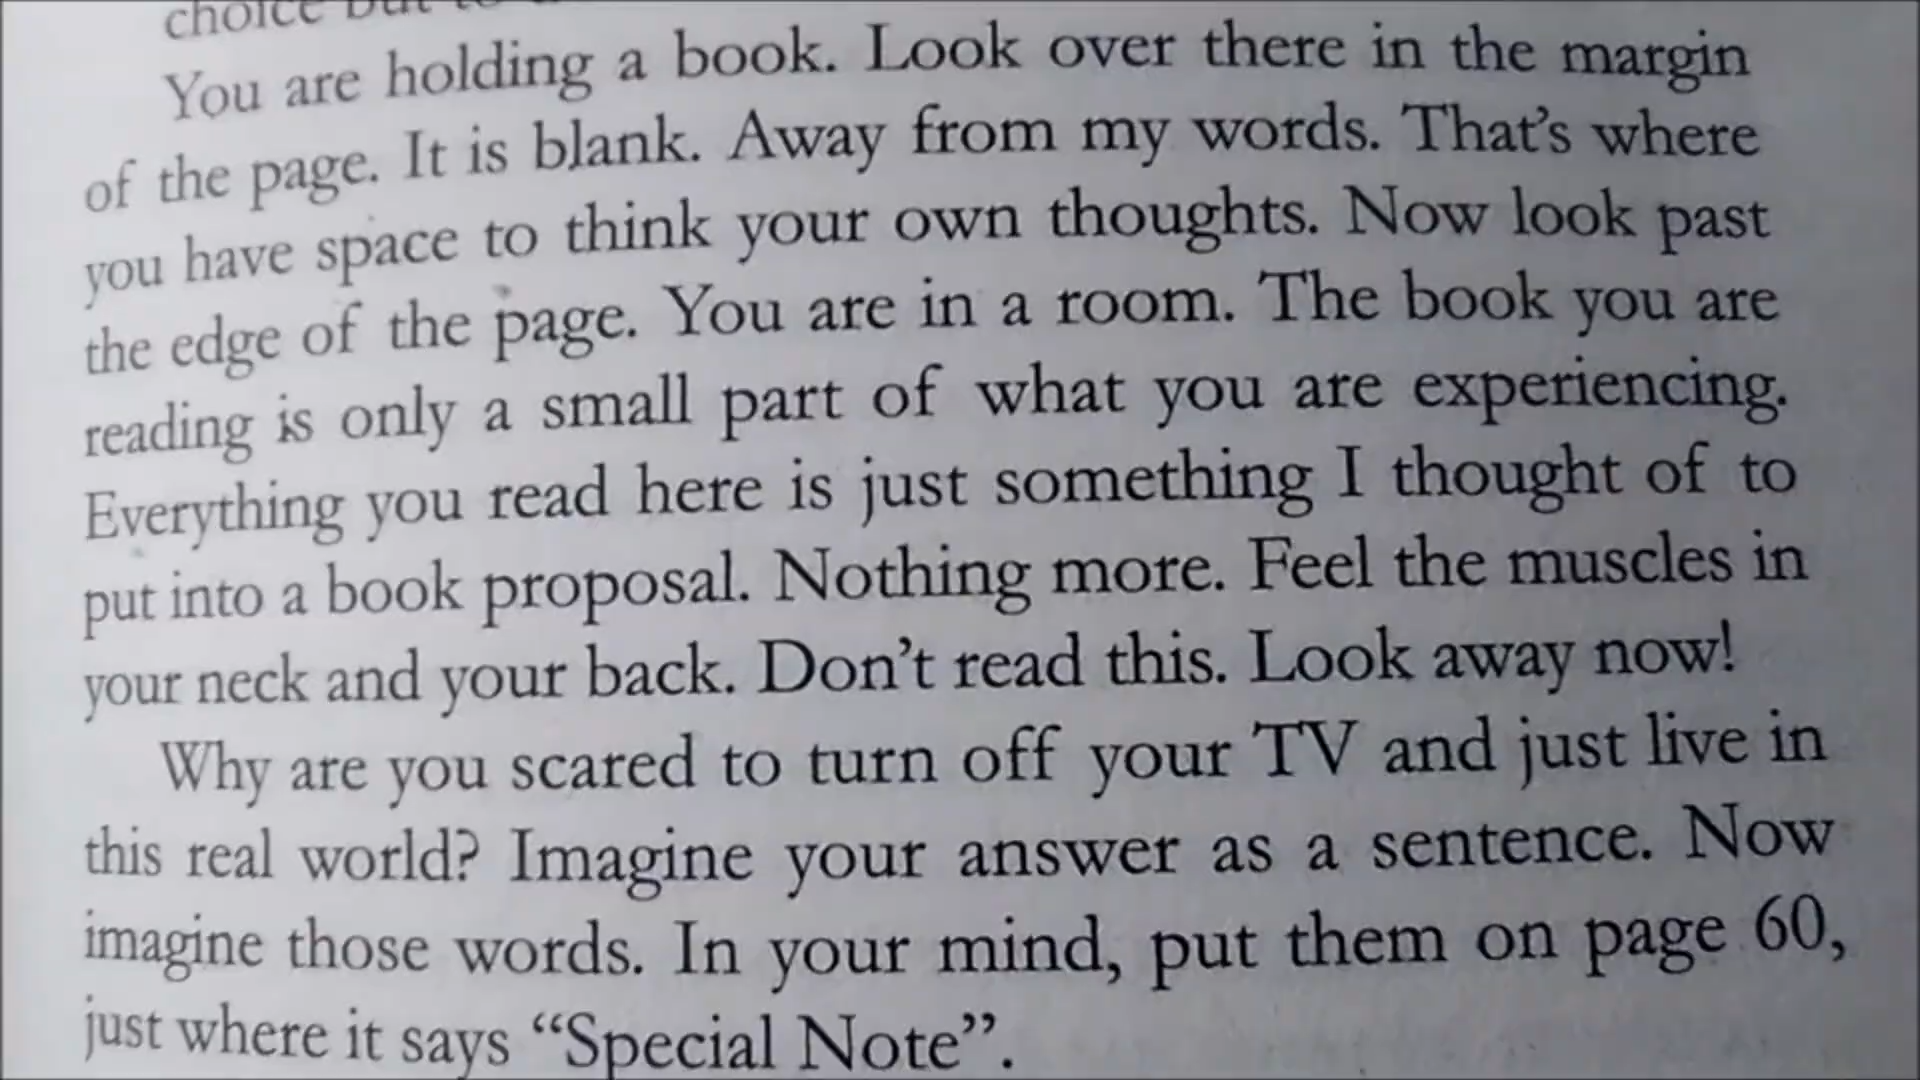 choice but to
You are holding a book. Look over there in the margin
of the page. It is blank. Away from my words. That's where
you have space to think your own thoughts. Now look past
the edge of the page. You are in a room. The book you are
reading is only a small part of what you are experiencing.
Everything you read here is just something I thought of to
put into a book proposal. Nothing more. Feel the muscles in
your neck and your back. Don't read this. Look away now!
Why are you scared to turn off your TV and just live in
this real world? Imagine your answer as a sentence. Now
imagine those words. In your mind, put them on page 60,
just where it says “Special Note”.